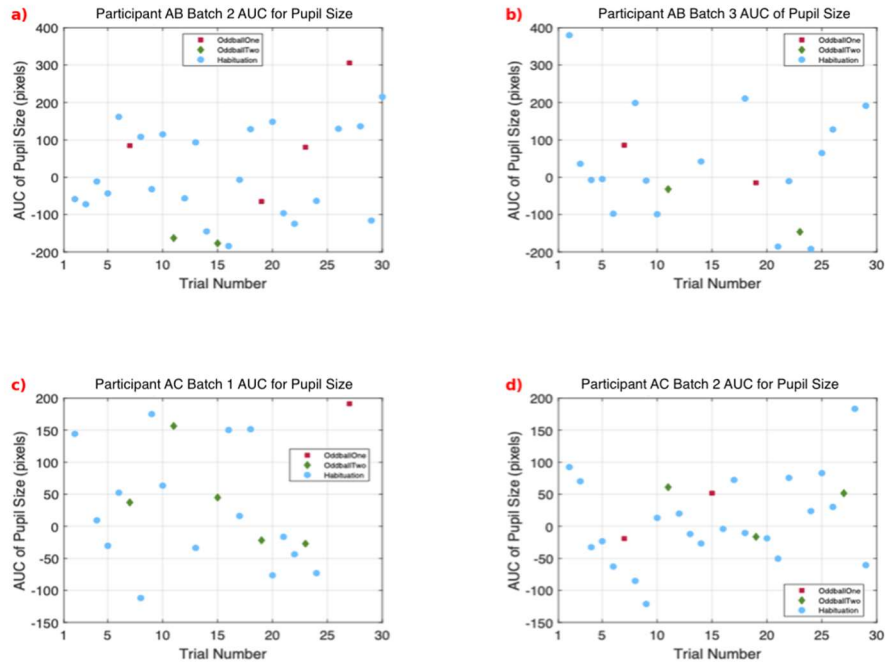 a)
Participant AB Batch 2 AUC for Pupil Size
AUC of Pupil Size (pixels)
400
300
200
100
0
-100
-200
1
5
10
15
20
25
30
Trial Number
OddballOne
OddballTwo
Habituation
b)
Participant AB Batch 3 AUC of Pupil Size
AUC of Pupil Size (pixels)
400
300
200
100
0
-100
-200
1
5
10
15
20
25
30
Trial Number
OddballOne
OddballTwo
Habituation
c)
Participant AC Batch 1 AUC for Pupil Size
AUC of Pupil Size (pixels)
200
150
100
50
0
-50
-100
-150
1
5
10
15
20
25
30
Trial Number
OddballOne
OddballTwo
Habituation
d)
Participant AC Batch 2 AUC for Pupil Size
AUC of Pupil Size (pixels)
200
150
100
50
0
-50
-100
-150
1
5
10
15
20
25
30
Trial Number
OddballOne
OddballTwo
Habituation